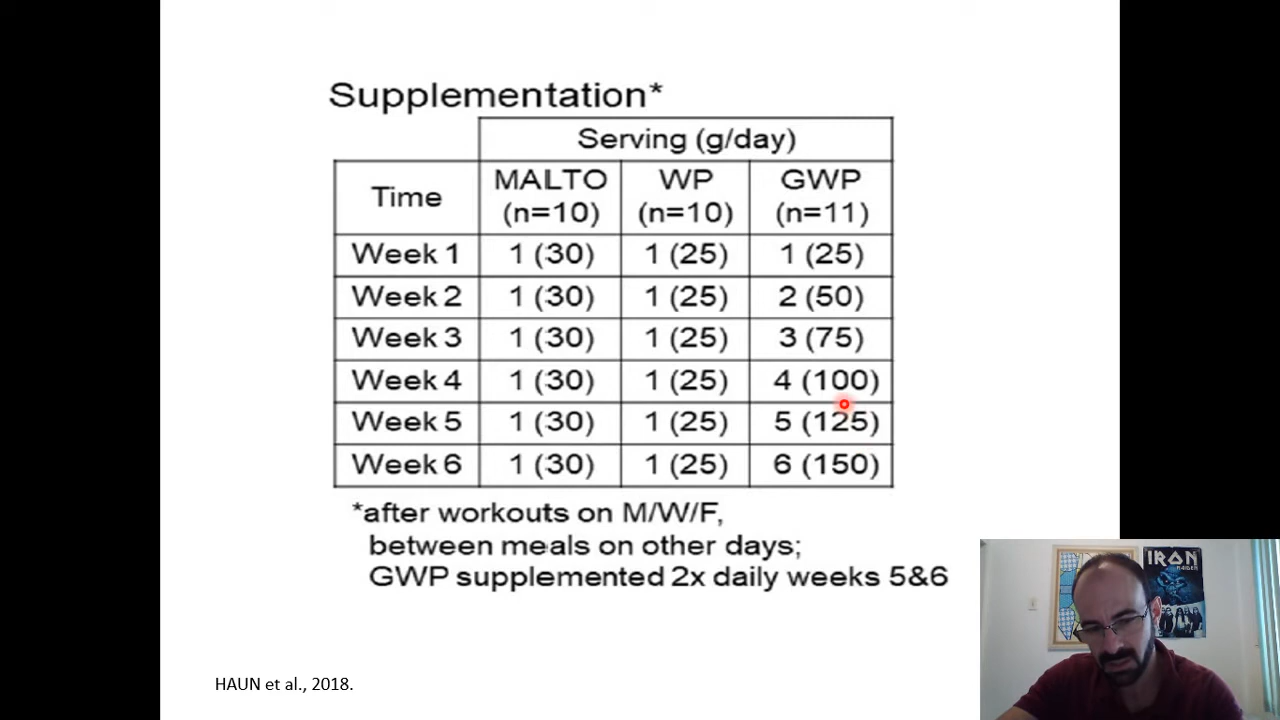 Supplementation*
Serving (g/day)
Time MALTO (n=10) WP (n=10) GWP (n=11)
Week 1 1 (30) 1 (25) 1 (25)
Week 2 1 (30) 1 (25) 2 (50)
Week 3 1 (30) 1 (25) 3 (75)
Week 4 1 (30) 1 (25) 4 (100)
Week 5 1 (30) 1 (25) 5 (125)
Week 6 1 (30) 1 (25) 6 (150)
*after workouts on M/W/F,
between meals on other days;
GWP supplemented 2x daily weeks 5&6
HAUN et al., 2018.
IRON
MAIDEN